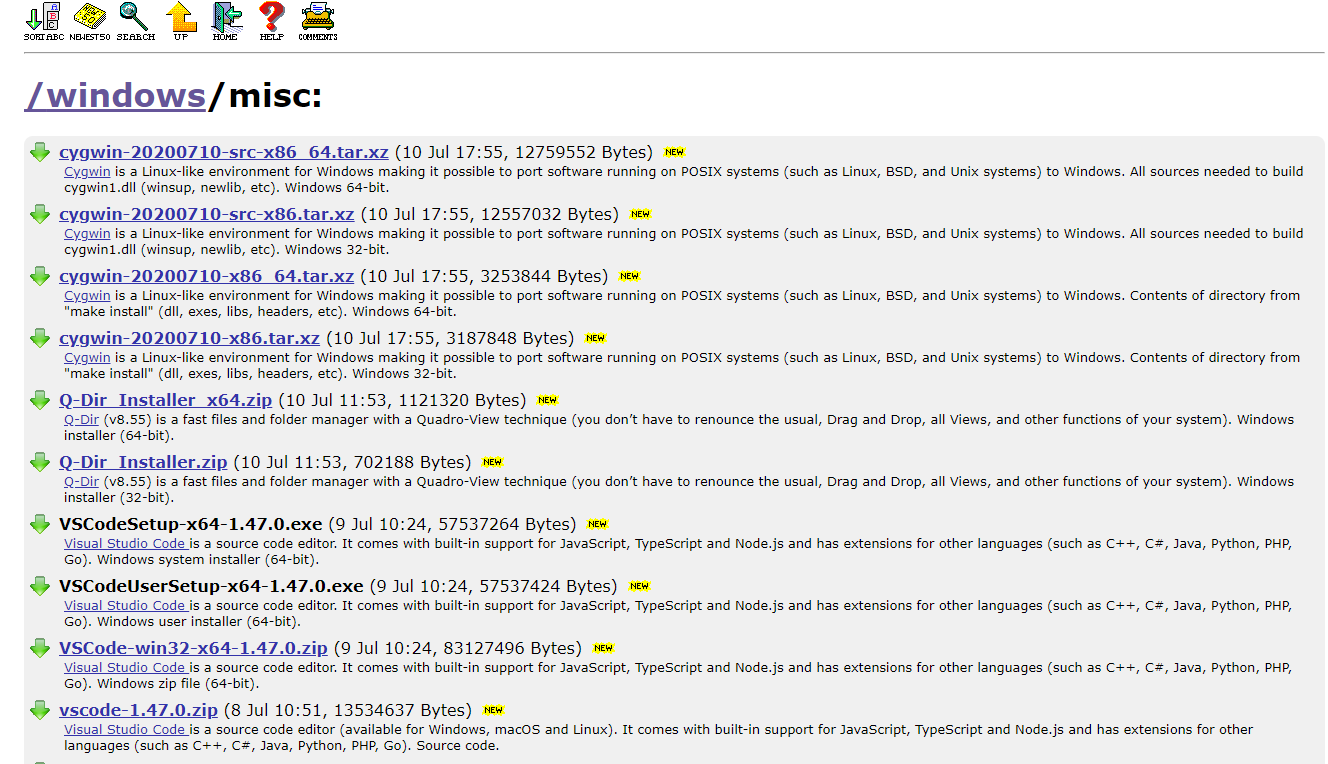 SORT ABC NEWEST50 SEARCH UP HOME HELP COMMENTS
/windows/misc:
cygwin-20200710-src-x86_64.tar.xz (10 Jul 17:55, 12759552 Bytes) NEW
Cygwin is a Linux-like environment for Windows making it possible to port software running on POSIX systems (such as Linux, BSD, and Unix systems) to Windows. All sources needed to build
cygwin1.dll (winsup, newlib, etc). Windows 64-bit.
cygwin-20200710-src-x86.tar.xz (10 Jul 17:55, 12557032 Bytes) NEW
Cygwin is a Linux-like environment for Windows making it possible to port software running on POSIX systems (such as Linux, BSD, and Unix systems) to Windows. All sources needed to build
cygwin1.dll (winsup, newlib, etc). Windows 32-bit.
cygwin-20200710-x86_64.tar.xz (10 Jul 17:55, 3253844 Bytes) NEW
Cygwin is a Linux-like environment for Windows making it possible to port software running on POSIX systems (such as Linux, BSD, and Unix systems) to Windows. Contents of directory from
"make install" (dll, exes, libs, headers, etc). Windows 64-bit.
cygwin-20200710-x86.tar.xz (10 Jul 17:55, 3187848 Bytes) NEW
Cygwin is a Linux-like environment for Windows making it possible to port software running on POSIX systems (such as Linux, BSD, and Unix systems) to Windows. Contents of directory from
"make install" (dll, exes, libs, headers, etc). Windows 32-bit.
Q-Dir_Installer_x64.zip (10 Jul 11:53, 1121320 Bytes) NEW
Q-Dir (v8.55) is a fast files and folder manager with a Quadro-View technique (you don’t have to renounce the usual, Drag and Drop, all Views, and other functions of your system). Windows
installer (64-bit).
Q-Dir_Installer.zip (10 Jul 11:53, 702188 Bytes) NEW
Q-Dir (v8.55) is a fast files and folder manager with a Quadro-View technique (you don’t have to renounce the usual, Drag and Drop, all Views, and other functions of your system). Windows
installer (32-bit).
VSCodeSetup-x64-1.47.0.exe (9 Jul 10:24, 57537264 Bytes) NEW
Visual Studio Code is a source code editor. It comes with built-in support for JavaScript, TypeScript and Node.js and has extensions for other languages (such as C++, C#, Java, Python, PHP,
Go). Windows system installer (64-bit).
VSCodeUserSetup-x64-1.47.0.exe (9 Jul 10:24, 57537424 Bytes) NEW
Visual Studio Code is a source code editor. It comes with built-in support for JavaScript, TypeScript and Node.js and has extensions for other languages (such as C++, C#, Java, Python, PHP,
Go). Windows user installer (64-bit).
VSCode-win32-x64-1.47.0.zip (9 Jul 10:24, 83127496 Bytes) NEW
Visual Studio Code is a source code editor. It comes with built-in support for JavaScript, TypeScript and Node.js and has extensions for other languages (such as C++, C#, Java, Python, PHP,
Go). Windows zip file (64-bit).
vscode-1.47.0.zip (8 Jul 10:51, 13534637 Bytes) NEW
Visual Studio Code is a source code editor (available for Windows, macOS and Linux). It comes with built-in support for JavaScript, TypeScript and Node.js and has extensions for other
languages (such as C++, C#, Java, Python, PHP, Go). Source code.